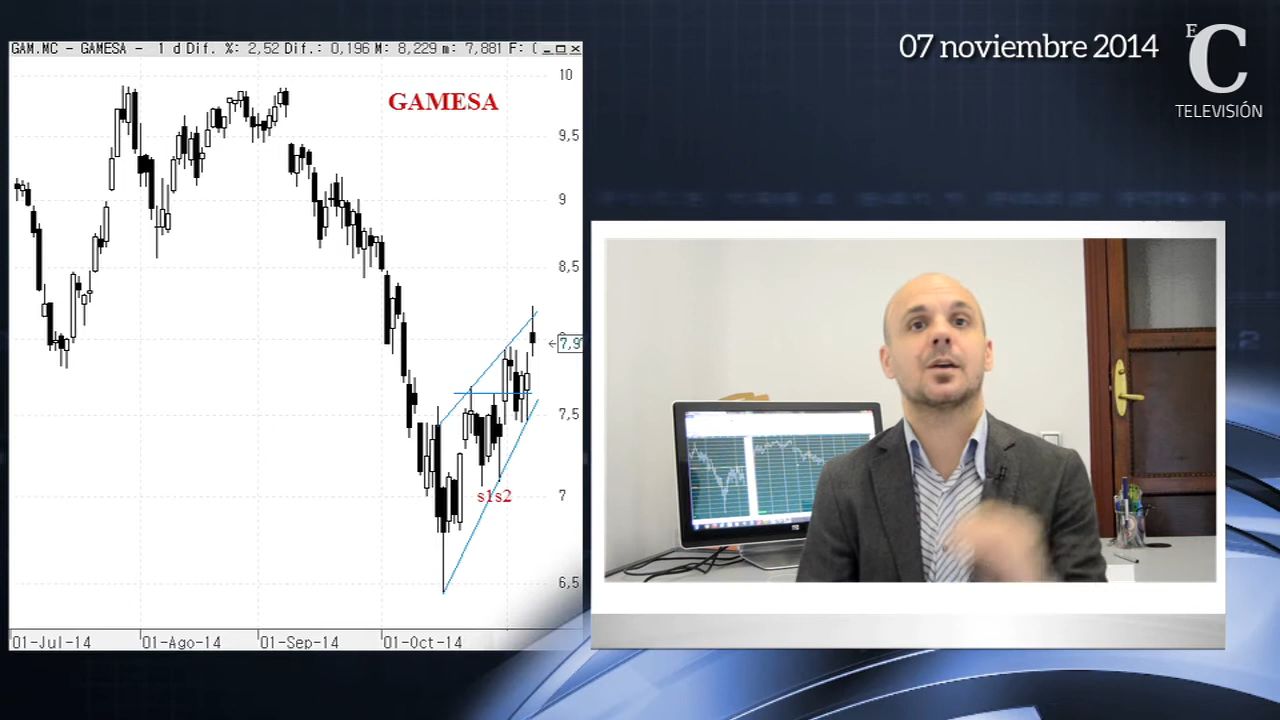 GAM.MC - GAMESA - 1 d Dif. %: 2,52 Dif.: 0,196 M: 8,229 m: 7,881 F: (
GAMESA
10
9,5
9
8,5
8
7,9
7,5
7
6,5
s1s2
01-Jul-14
01-Ago-14
01-Sep-14
01-Oct-14
07 noviembre 2014
E
C
TELEVISIÓN